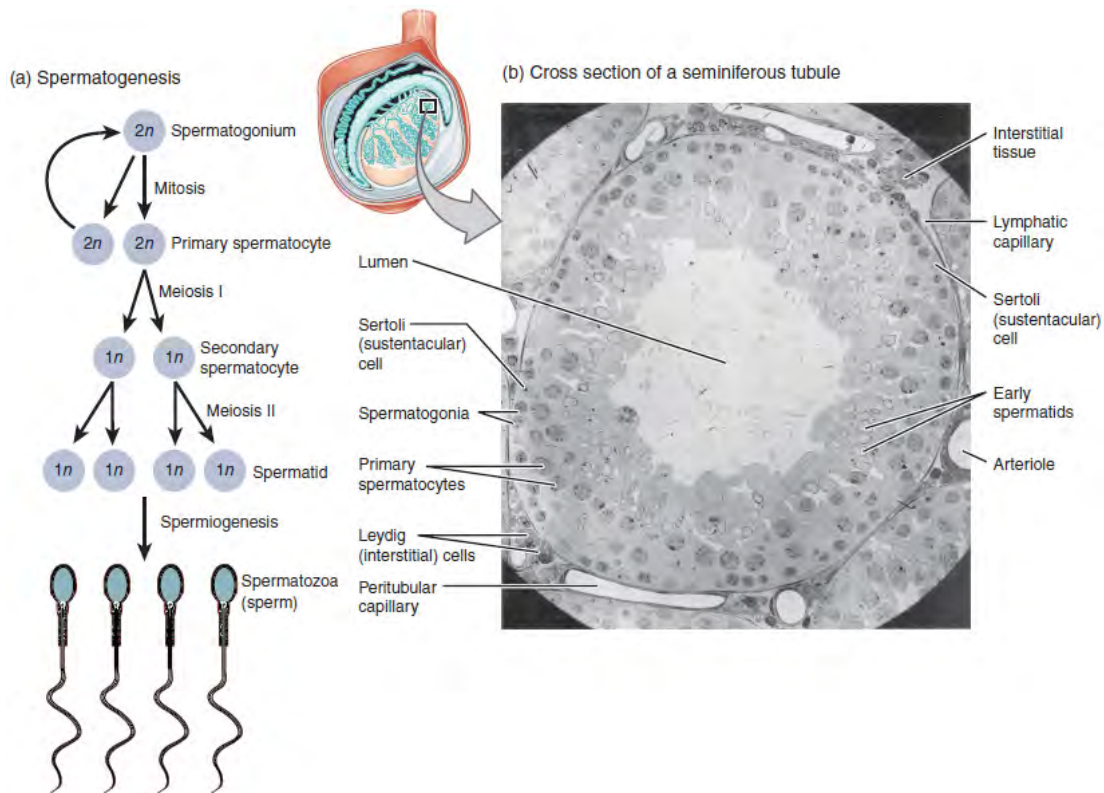 (a) Spermatogenesis
2n
Spermatogonium
Mitosis
2n
2n
Primary spermatocyte
Meiosis I
1n
1n
Secondary
spermatocyte
Meiosis II
1n
1n
1n
1n
Spermatid
Spermiogenesis
Spermatozoa
(sperm)
(b) Cross section of a seminiferous tubule
Lumen
Sertoli
(sustentacular)
cell
Spermatogonia
Primary
spermatocytes
Leydig
(interstitial) cells
Peritubular
capillary
Interstitial
tissue
Lymphatic
capillary
Sertoli
(sustentacular)
cell
Early
spermatids
Arteriole